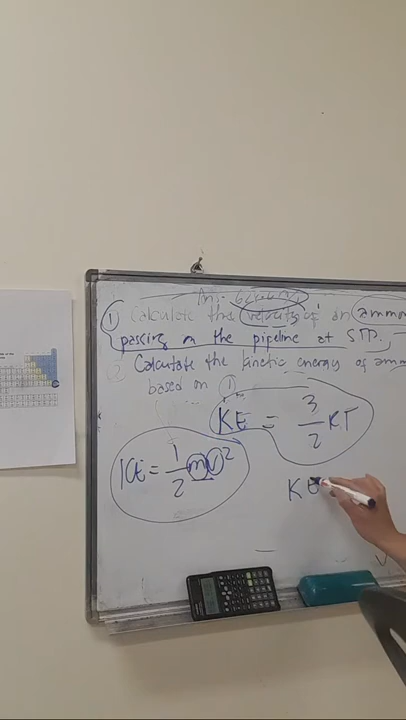 ① Calculate the velocity of an ammo
passing on the pipeline at STP.
② Calculate the kinetic energy of amm
based on ①
KE = 3/2 KT
KE = 1/2 mv²
KE